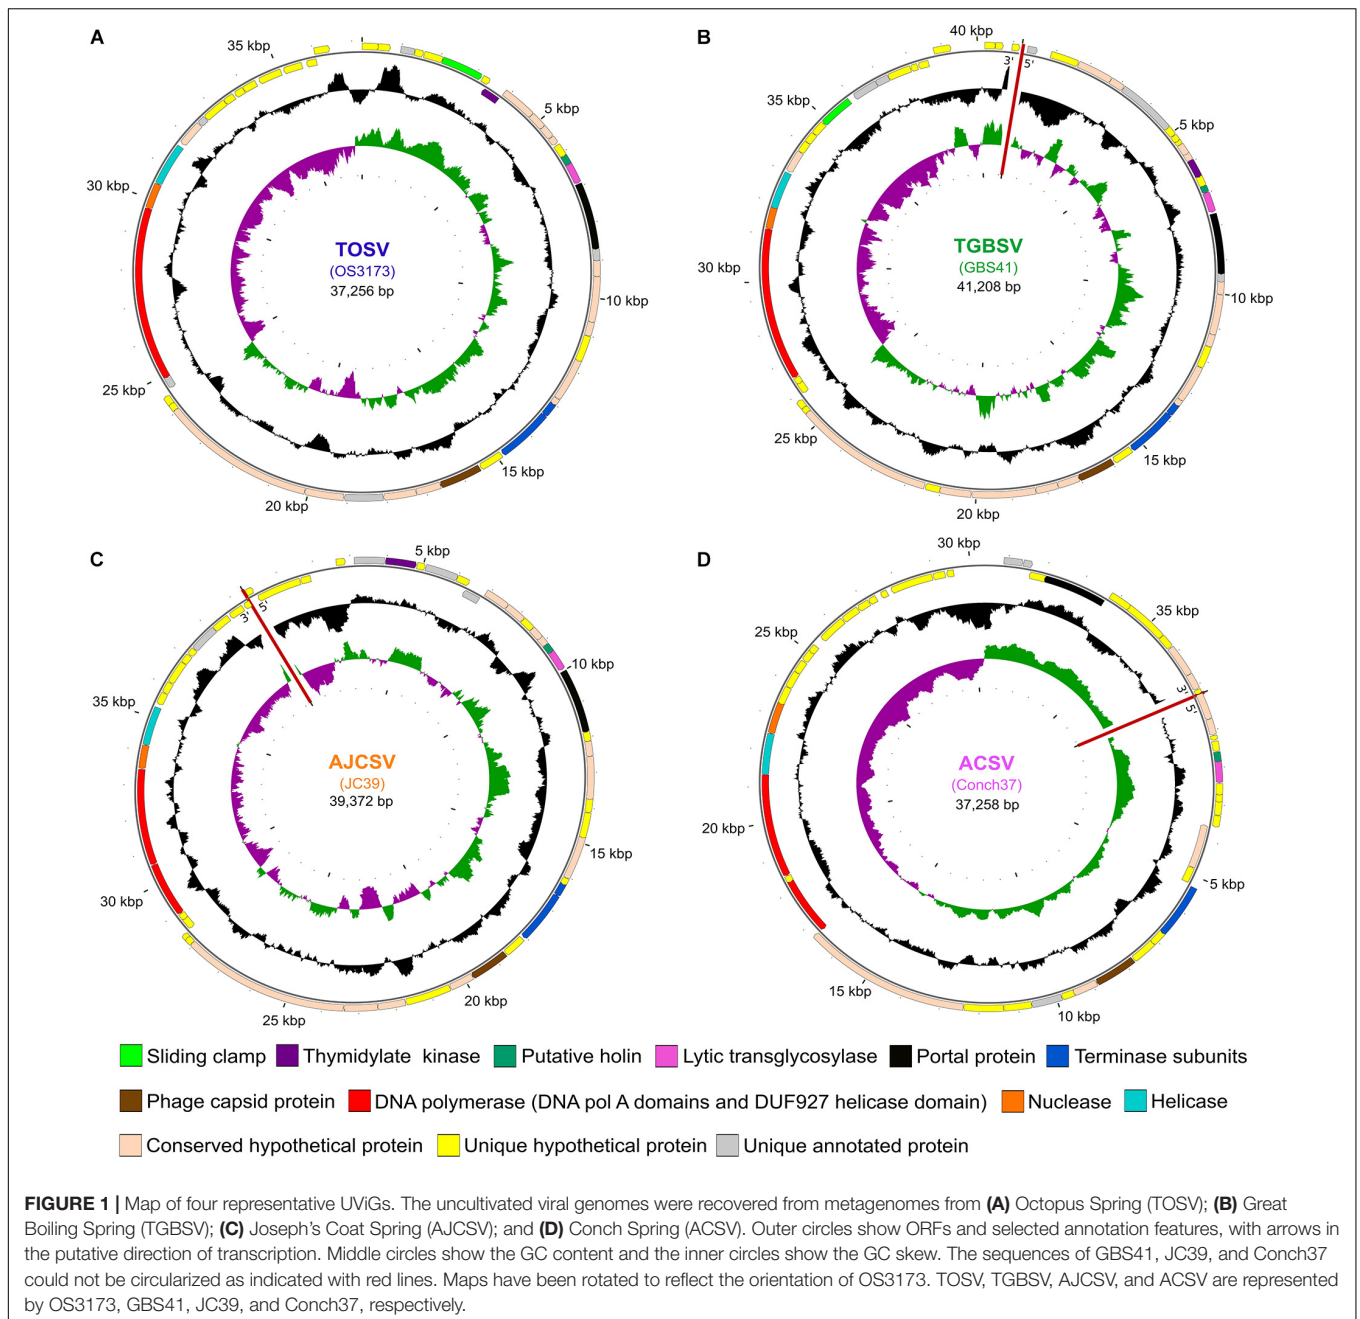 A
35 kbp
5 kbp
30 kbp
TOSV
(OS3173)
37,256 bp
10 kbp
25 kbp
15 kbp
20 kbp
B
40 kbp
3' 5'
35 kbp
5 kbp
30 kbp
TGBSV
(GBS41)
41,208 bp
10 kbp
25 kbp
15 kbp
20 kbp
C
5 kbp
3' 5'
10 kbp
35 kbp
AJCSV
(JC39)
39,372 bp
15 kbp
30 kbp
20 kbp
25 kbp
D
30 kbp
35 kbp
25 kbp
3' 5'
ACSV
(Conch37)
37,258 bp
20 kbp
5 kbp
15 kbp
10 kbp
Sliding clamp Thymidylate kinase Putative holin Lytic transglycosylase Portal protein Terminase subunits
Phage capsid protein DNA polymerase (DNA pol A domains and DUF927 helicase domain) Nuclease Helicase
Conserved hypothetical protein Unique hypothetical protein Unique annotated protein
FIGURE 1 | Map of four representative UViGs. The uncultivated viral genomes were recovered from metagenomes from (A) Octopus Spring (TOSV); (B) Great
Boiling Spring (TGBSV); (C) Joseph's Coat Spring (AJCSV); and (D) Conch Spring (ACSV). Outer circles show ORFs and selected annotation features, with arrows in
the putative direction of transcription. Middle circles show the GC content and the inner circles show the GC skew. The sequences of GBS41, JC39, and Conch37
could not be circularized as indicated with red lines. Maps have been rotated to reflect the orientation of OS3173. TOSV, TGBSV, AJCSV, and ACSV are represented
by OS3173, GBS41, JC39, and Conch37, respectively.